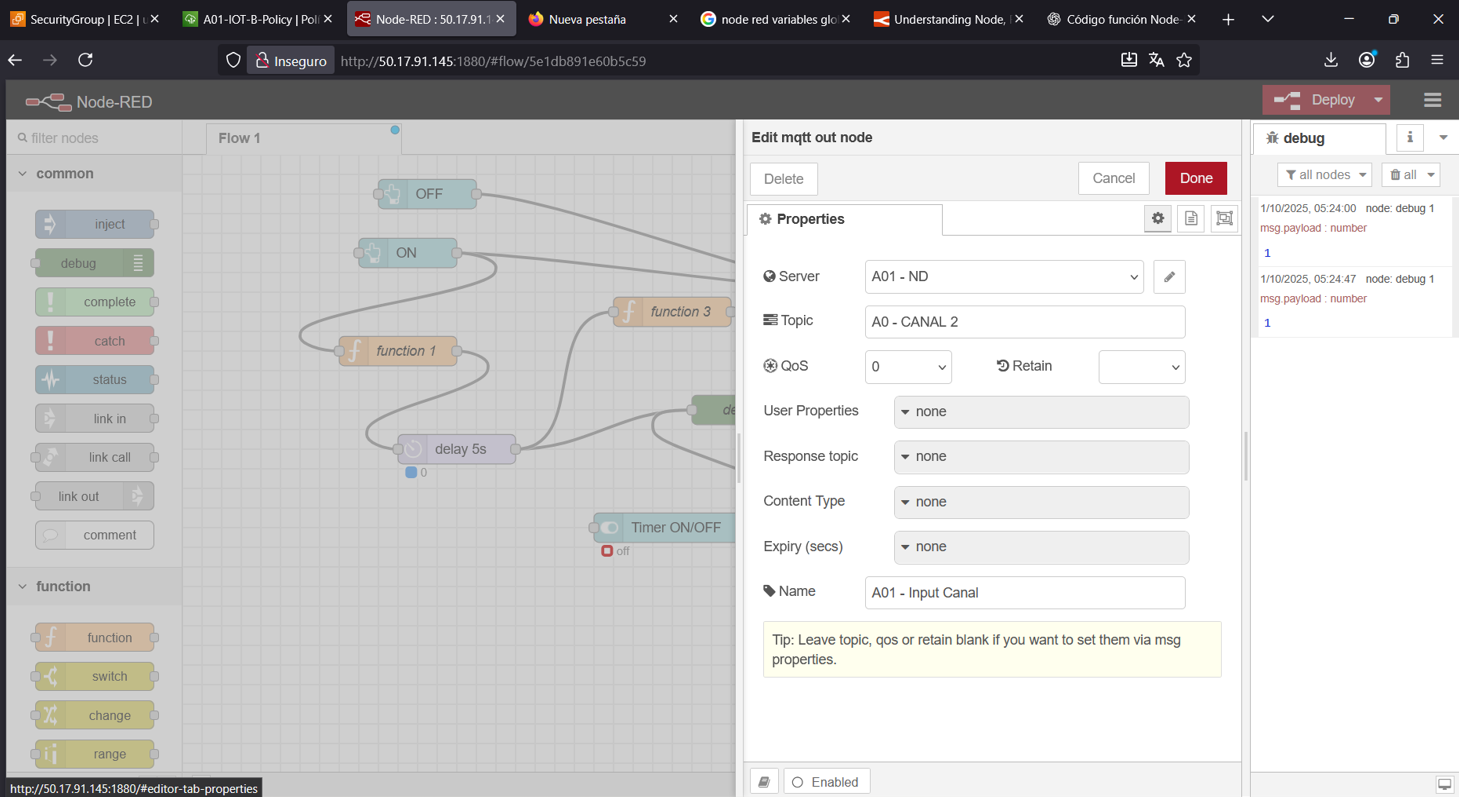 SecurityGroup | EC2 | u
A01-IOT-B-Policy | Polí
Node-RED : 50.17.91.1
Nueva pestaña
node red variables glo
Understanding Node,
Código función Node-
Inseguro
http://50.17.91.145:1880/#flow/5e1db891e60b5c59
Node-RED
Deploy
filter nodes
Flow 1
common
inject
debug
complete
catch
status
link in
link call
link out
comment
function
function
switch
change
range
OFF
ON
function 3
function 1
de
delay 5s
0
Timer ON/OFF
off
Edit mqtt out node
Delete
Cancel
Done
Properties
Server
A01 - ND
Topic
A0 - CANAL 2
QoS
0
Retain
User Properties
none
Response topic
none
Content Type
none
Expiry (secs)
none
Name
A01 - Input Canal
Tip: Leave topic, qos or retain blank if you want to set them via msg
properties.
Enabled
debug
i
all nodes
all
1/10/2025, 05:24:00 node: debug 1
msg.payload : number
1
1/10/2025, 05:24:47 node: debug 1
msg.payload : number
1
http://50.17.91.145:1880/#editor-tab-properties